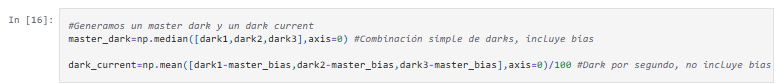 In [16]:
#Generamos un master dark y un dark current
master_dark=np.median([dark1,dark2,dark3],axis=0) #Combinación simple de darks, incluye bias
dark_current=np.mean([dark1-master_bias,dark2-master_bias,dark3-master_bias],axis=0)/100 #Dark por segundo, no incluye bias